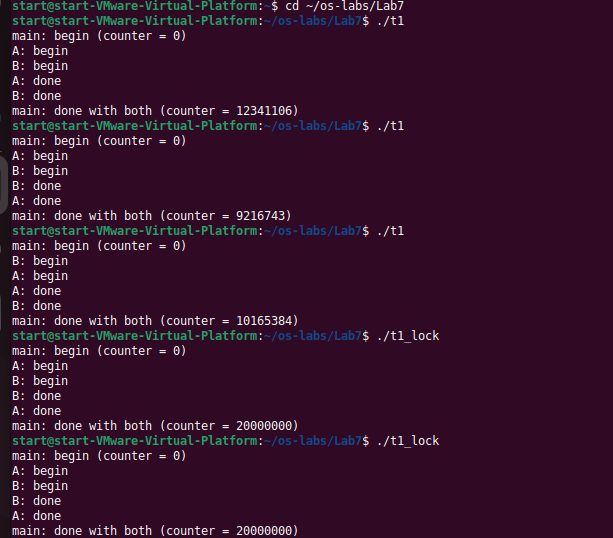 start@start-VMware-Virtual-Platform:~$ cd ~/os-labs/Lab7
start@start-VMware-Virtual-Platform:~/os-labs/Lab7$ ./t1
main: begin (counter = 0)
A: begin
B: begin
A: done
B: done
main: done with both (counter = 12341106)
start@start-VMware-Virtual-Platform:~/os-labs/Lab7$ ./t1
main: begin (counter = 0)
A: begin
B: begin
B: done
A: done
main: done with both (counter = 9216743)
start@start-VMware-Virtual-Platform:~/os-labs/Lab7$ ./t1
main: begin (counter = 0)
B: begin
A: begin
A: done
B: done
main: done with both (counter = 10165384)
start@start-VMware-Virtual-Platform:~/os-labs/Lab7$ ./t1_lock
main: begin (counter = 0)
A: begin
B: begin
B: done
A: done
main: done with both (counter = 20000000)
start@start-VMware-Virtual-Platform:~/os-labs/Lab7$ ./t1_lock
main: begin (counter = 0)
A: begin
B: begin
B: done
A: done
main: done with both (counter = 20000000)